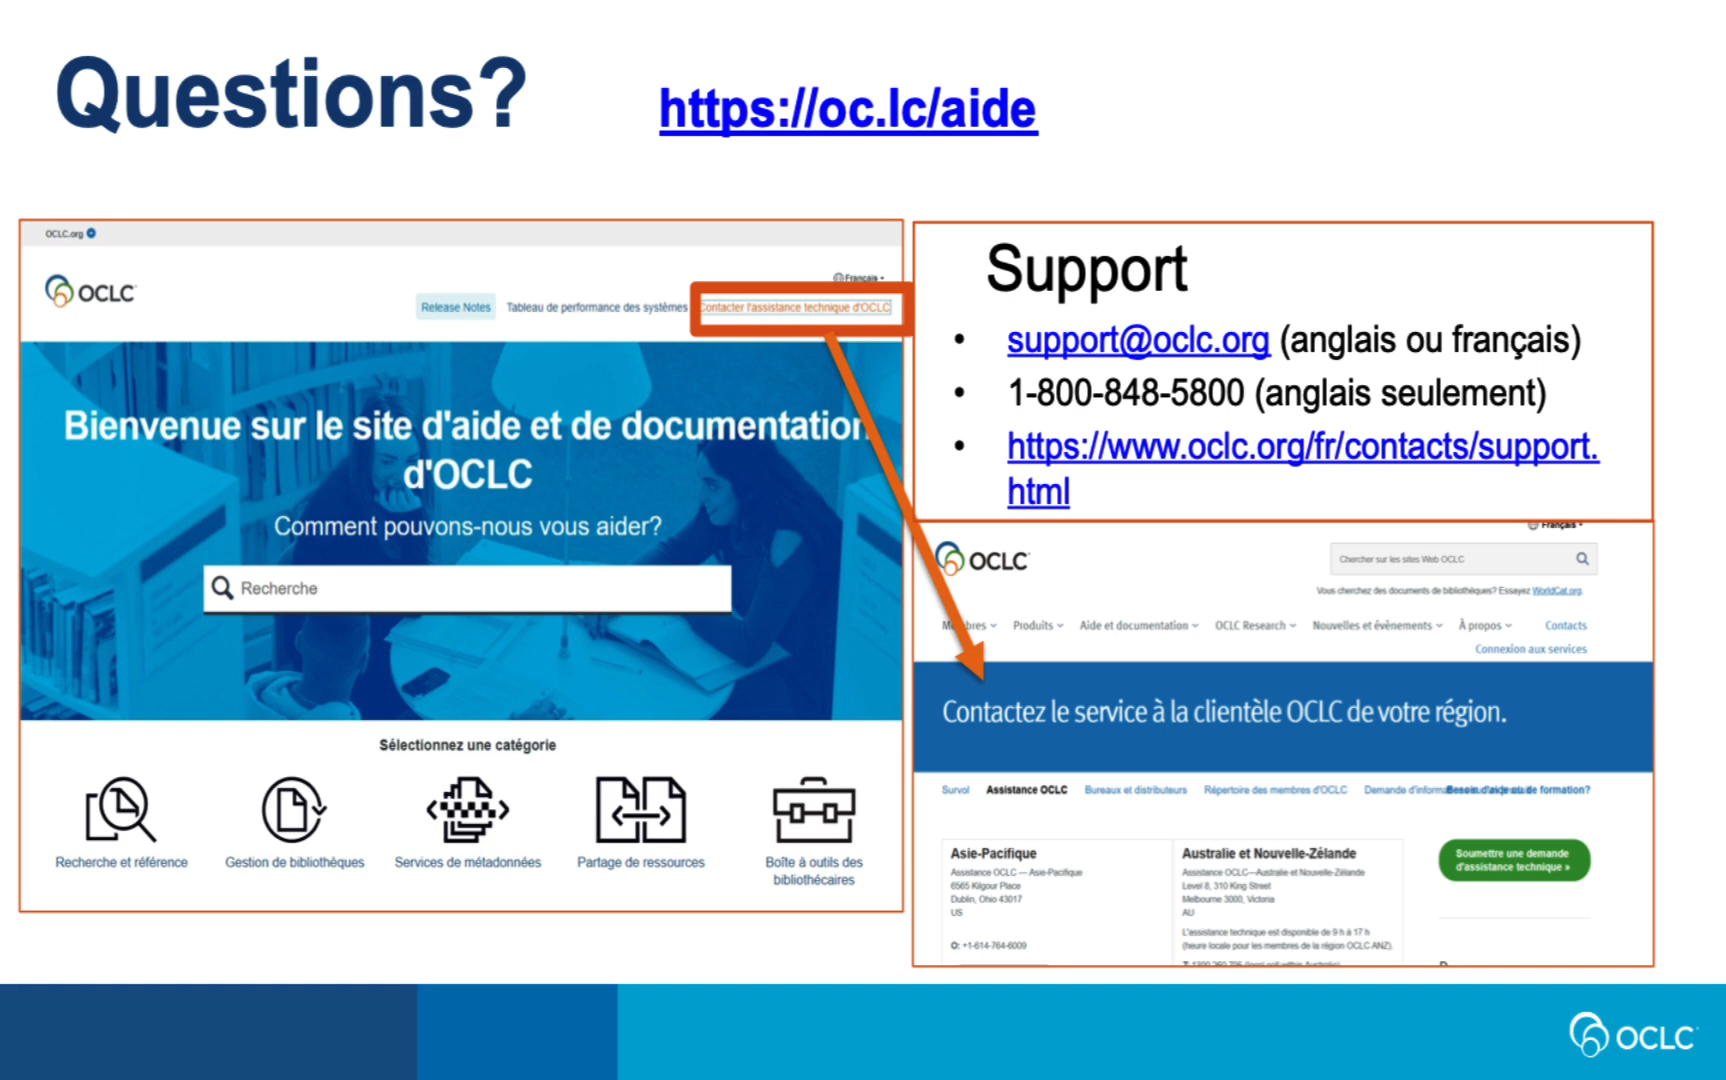 Questions?
https://oc.lc/aide
OCLC.org
OCLC
Français
Release Notes Tableau de performance des systèmes Contacter l'assistance technique d'OCLC
Bienvenue sur le site d'aide et de documentation
d'OCLC
Comment pouvons-nous vous aider?
Recherche
Sélectionnez une catégorie
Recherche et référence
Gestion de bibliothèques
Services de métadonnées
Partage de ressources
Boîte à outils des
bibliothécaires
Support
• support@oclc.org (anglais ou français)
• 1-800-848-5800 (anglais seulement)
• https://www.oclc.org/fr/contacts/support.
html
Français
OCLC
Chercher sur les sites Web OCLC
Vous cherchez des documents de bibliothèques? Essayez WorldCat.org.
Membres Produits Aide et documentation OCLC Research Nouvelles et évènements À propos Contacts
Connexion aux services
Contactez le service à la clientèle OCLC de votre région.
Survol Assistance OCLC Bureaux et distributeurs Répertoire des membres d'OCLC Demande de formation?
Asie-Pacifique
Assistance OCLC — Asie-Pacifique
6565 Kilgour Place
Dublin, Ohio 43017
US
O: +1-614-764-6009
Australie et Nouvelle-Zélande
Assistance OCLC—Australie et Nouvelle-Zélande
Level 8, 310 King Street
Melbourne 3000, Victoria
AU
L'assistance technique est disponible de 9 h à 17 h
(heure locale pour les membres de la région OCLC ANZ).
Soumettre une demande
d'assistance technique »
OCLC